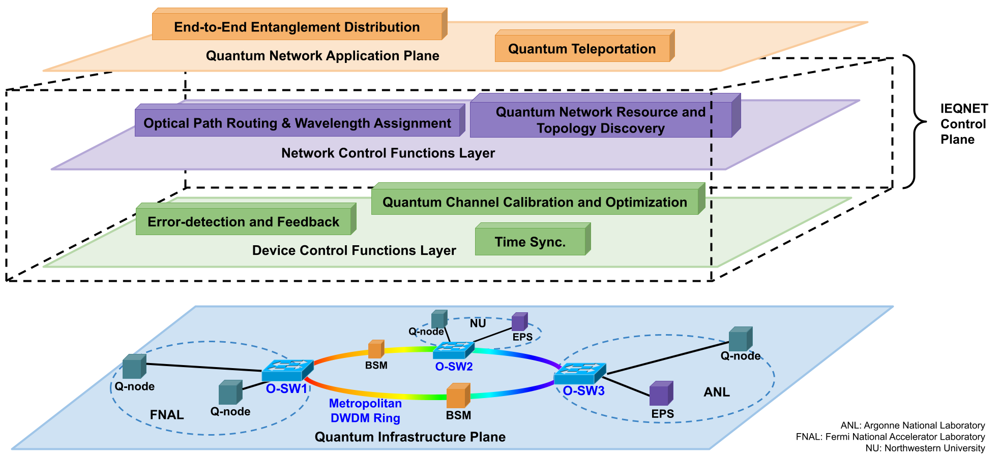 End-to-End Entanglement Distribution
Quantum Teleportation
Quantum Network Application Plane
Optical Path Routing & Wavelength Assignment
Quantum Network Resource and
Topology Discovery
Network Control Functions Layer
IEQNET
Control
Plane
Quantum Channel Calibration and Optimization
Error-detection and Feedback
Time Sync.
Device Control Functions Layer
NU
Q-node
EPS
BSM
O-SW2
Q-node
Q-node
O-SW1
O-SW3
ANL
Q-node
FNAL
Metropolitan
DWDM Ring
BSM
EPS
Quantum Infrastructure Plane
ANL: Argonne National Laboratory
FNAL: Fermi National Accelerator Laboratory
NU: Northwestern University